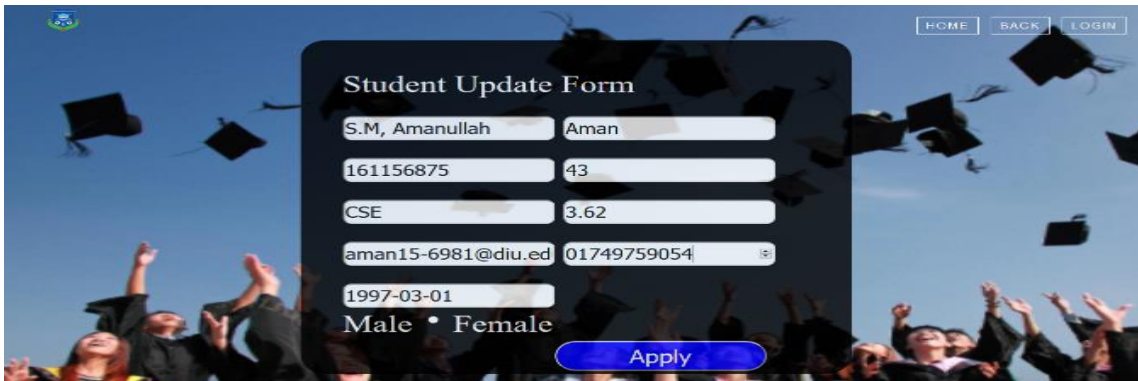 HOME BACK LOGIN
Student Update Form
S.M, Amanullah Aman
161156875 43
CSE 3.62
aman15-6981@diu.ed 01749759054
1997-03-01
Male Female
Apply